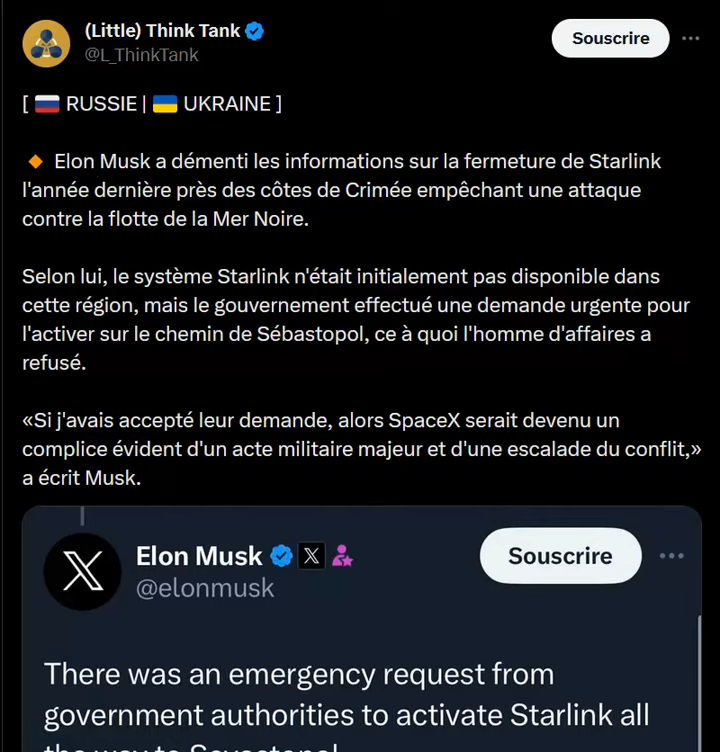 (Little) Think Tank
Souscrire
@L_ThinkTank
[ 🇷🇺 RUSSIE | 🇺🇦 UKRAINE ]
🔸 Elon Musk a démenti les informations sur la fermeture de Starlink
l'année dernière près des côtes de Crimée empêchant une attaque
contre la flotte de la Mer Noire.
Selon lui, le système Starlink n'était initialement pas disponible dans
cette région, mais le gouvernement effectué une demande urgente pour
l'activer sur le chemin de Sébastopol, ce à quoi l'homme d'affaires a
refusé.
«Si j'avais accepté leur demande, alors SpaceX serait devenu un
complice évident d'un acte militaire majeur et d'une escalade du conflit,»
a écrit Musk.
Elon Musk
Souscrire
@elonmusk
There was an emergency request from
government authorities to activate Starlink all
the way to Sevastopol